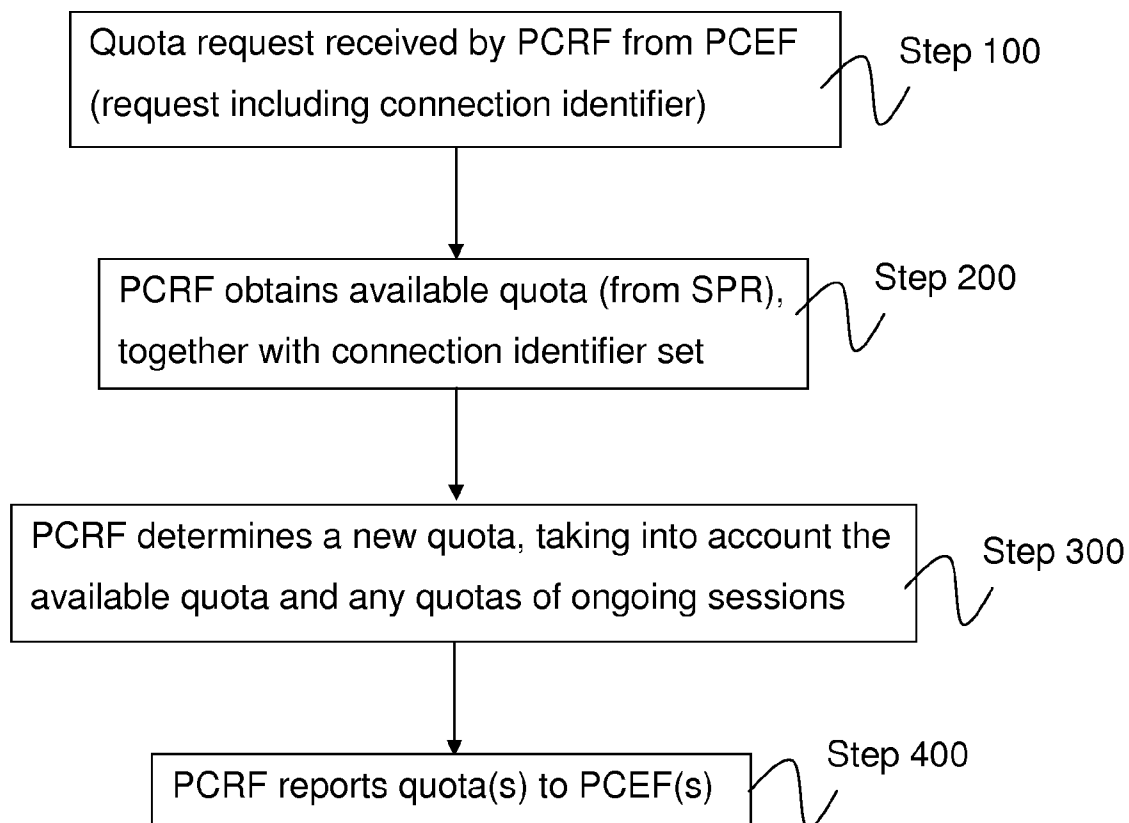 Quota request received by PCRF from PCEF
(request including connection identifier)
Step 100
PCRF obtains available quota (from SPR),
together with connection identifier set
Step 200
PCRF determines a new quota, taking into account the
available quota and any quotas of ongoing sessions
Step 300
PCRF reports quota(s) to PCEF(s)
Step 400